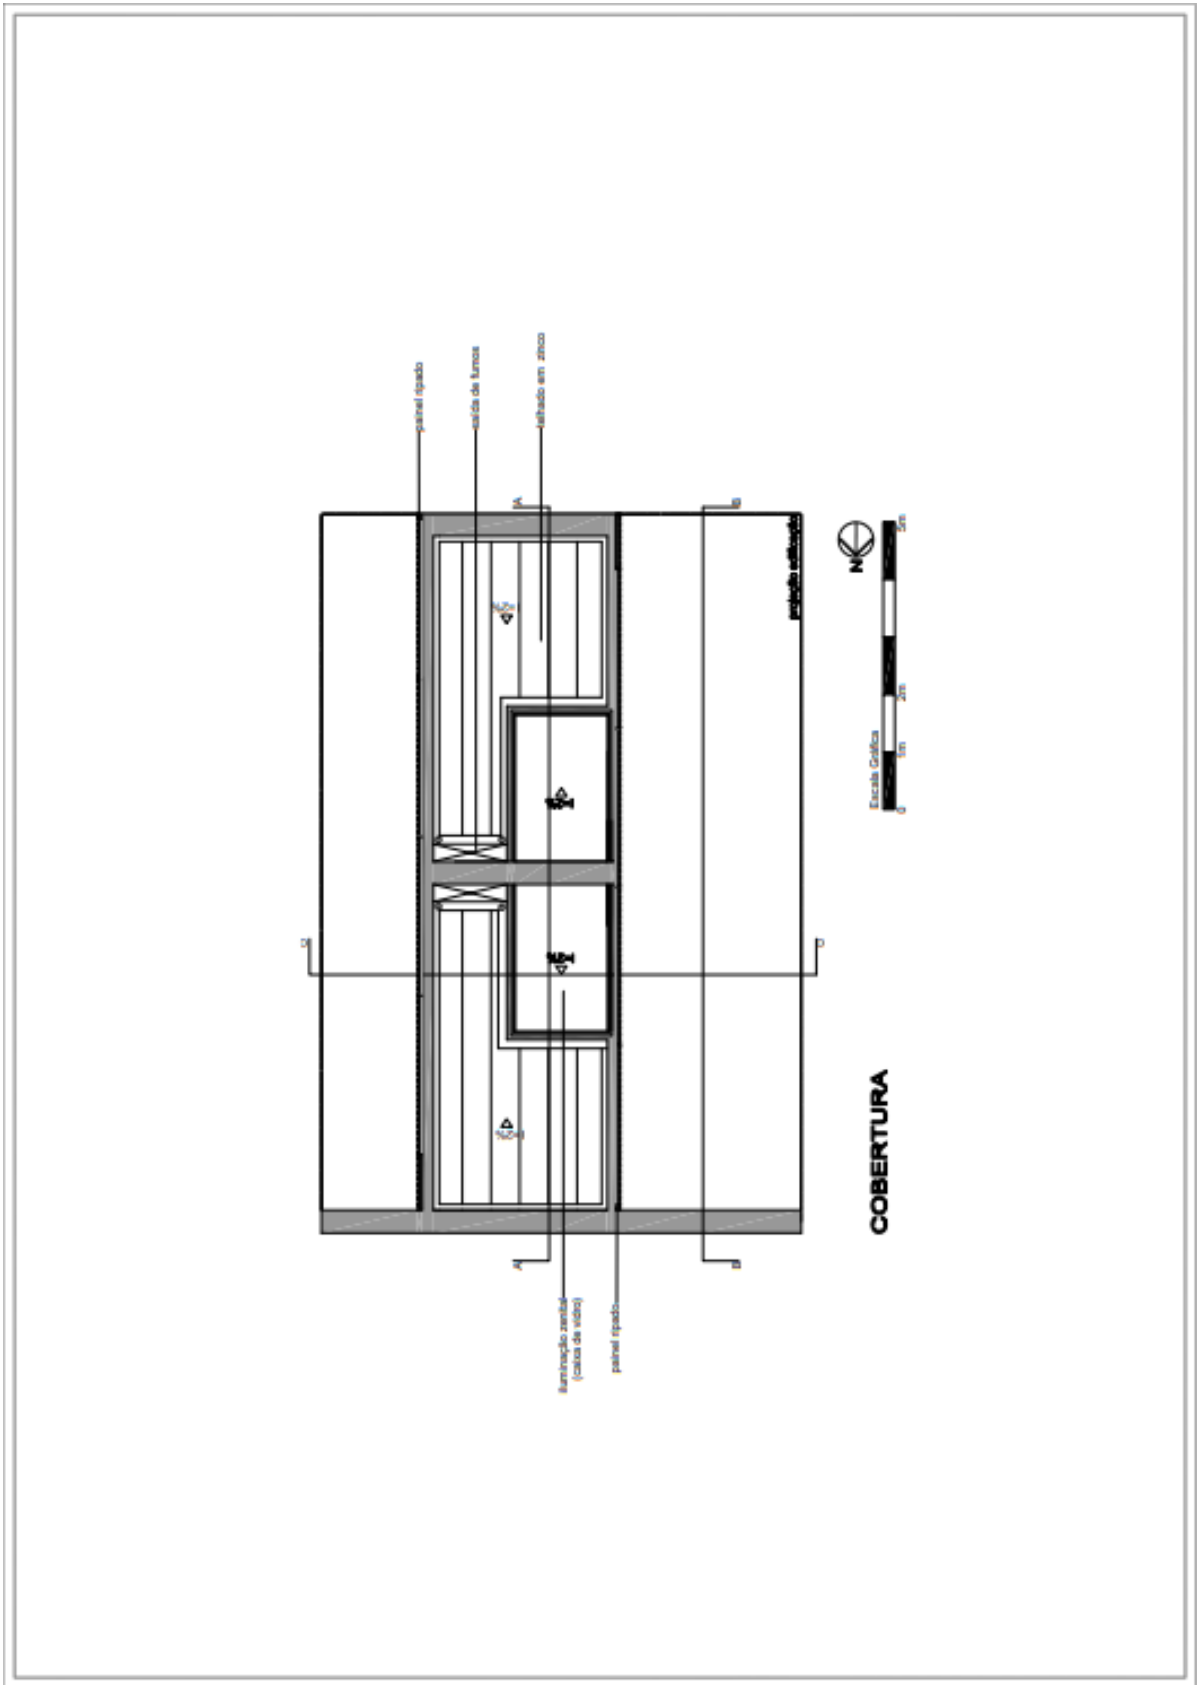 painel ripado
saída de fumos
telhado em zinco
A
B
projeção edificação
N
Escala Gráfica
0
1m
2m
5m
A
B
iluminação zenital
(caixa de vidro)
painel ripado
COBERTURA